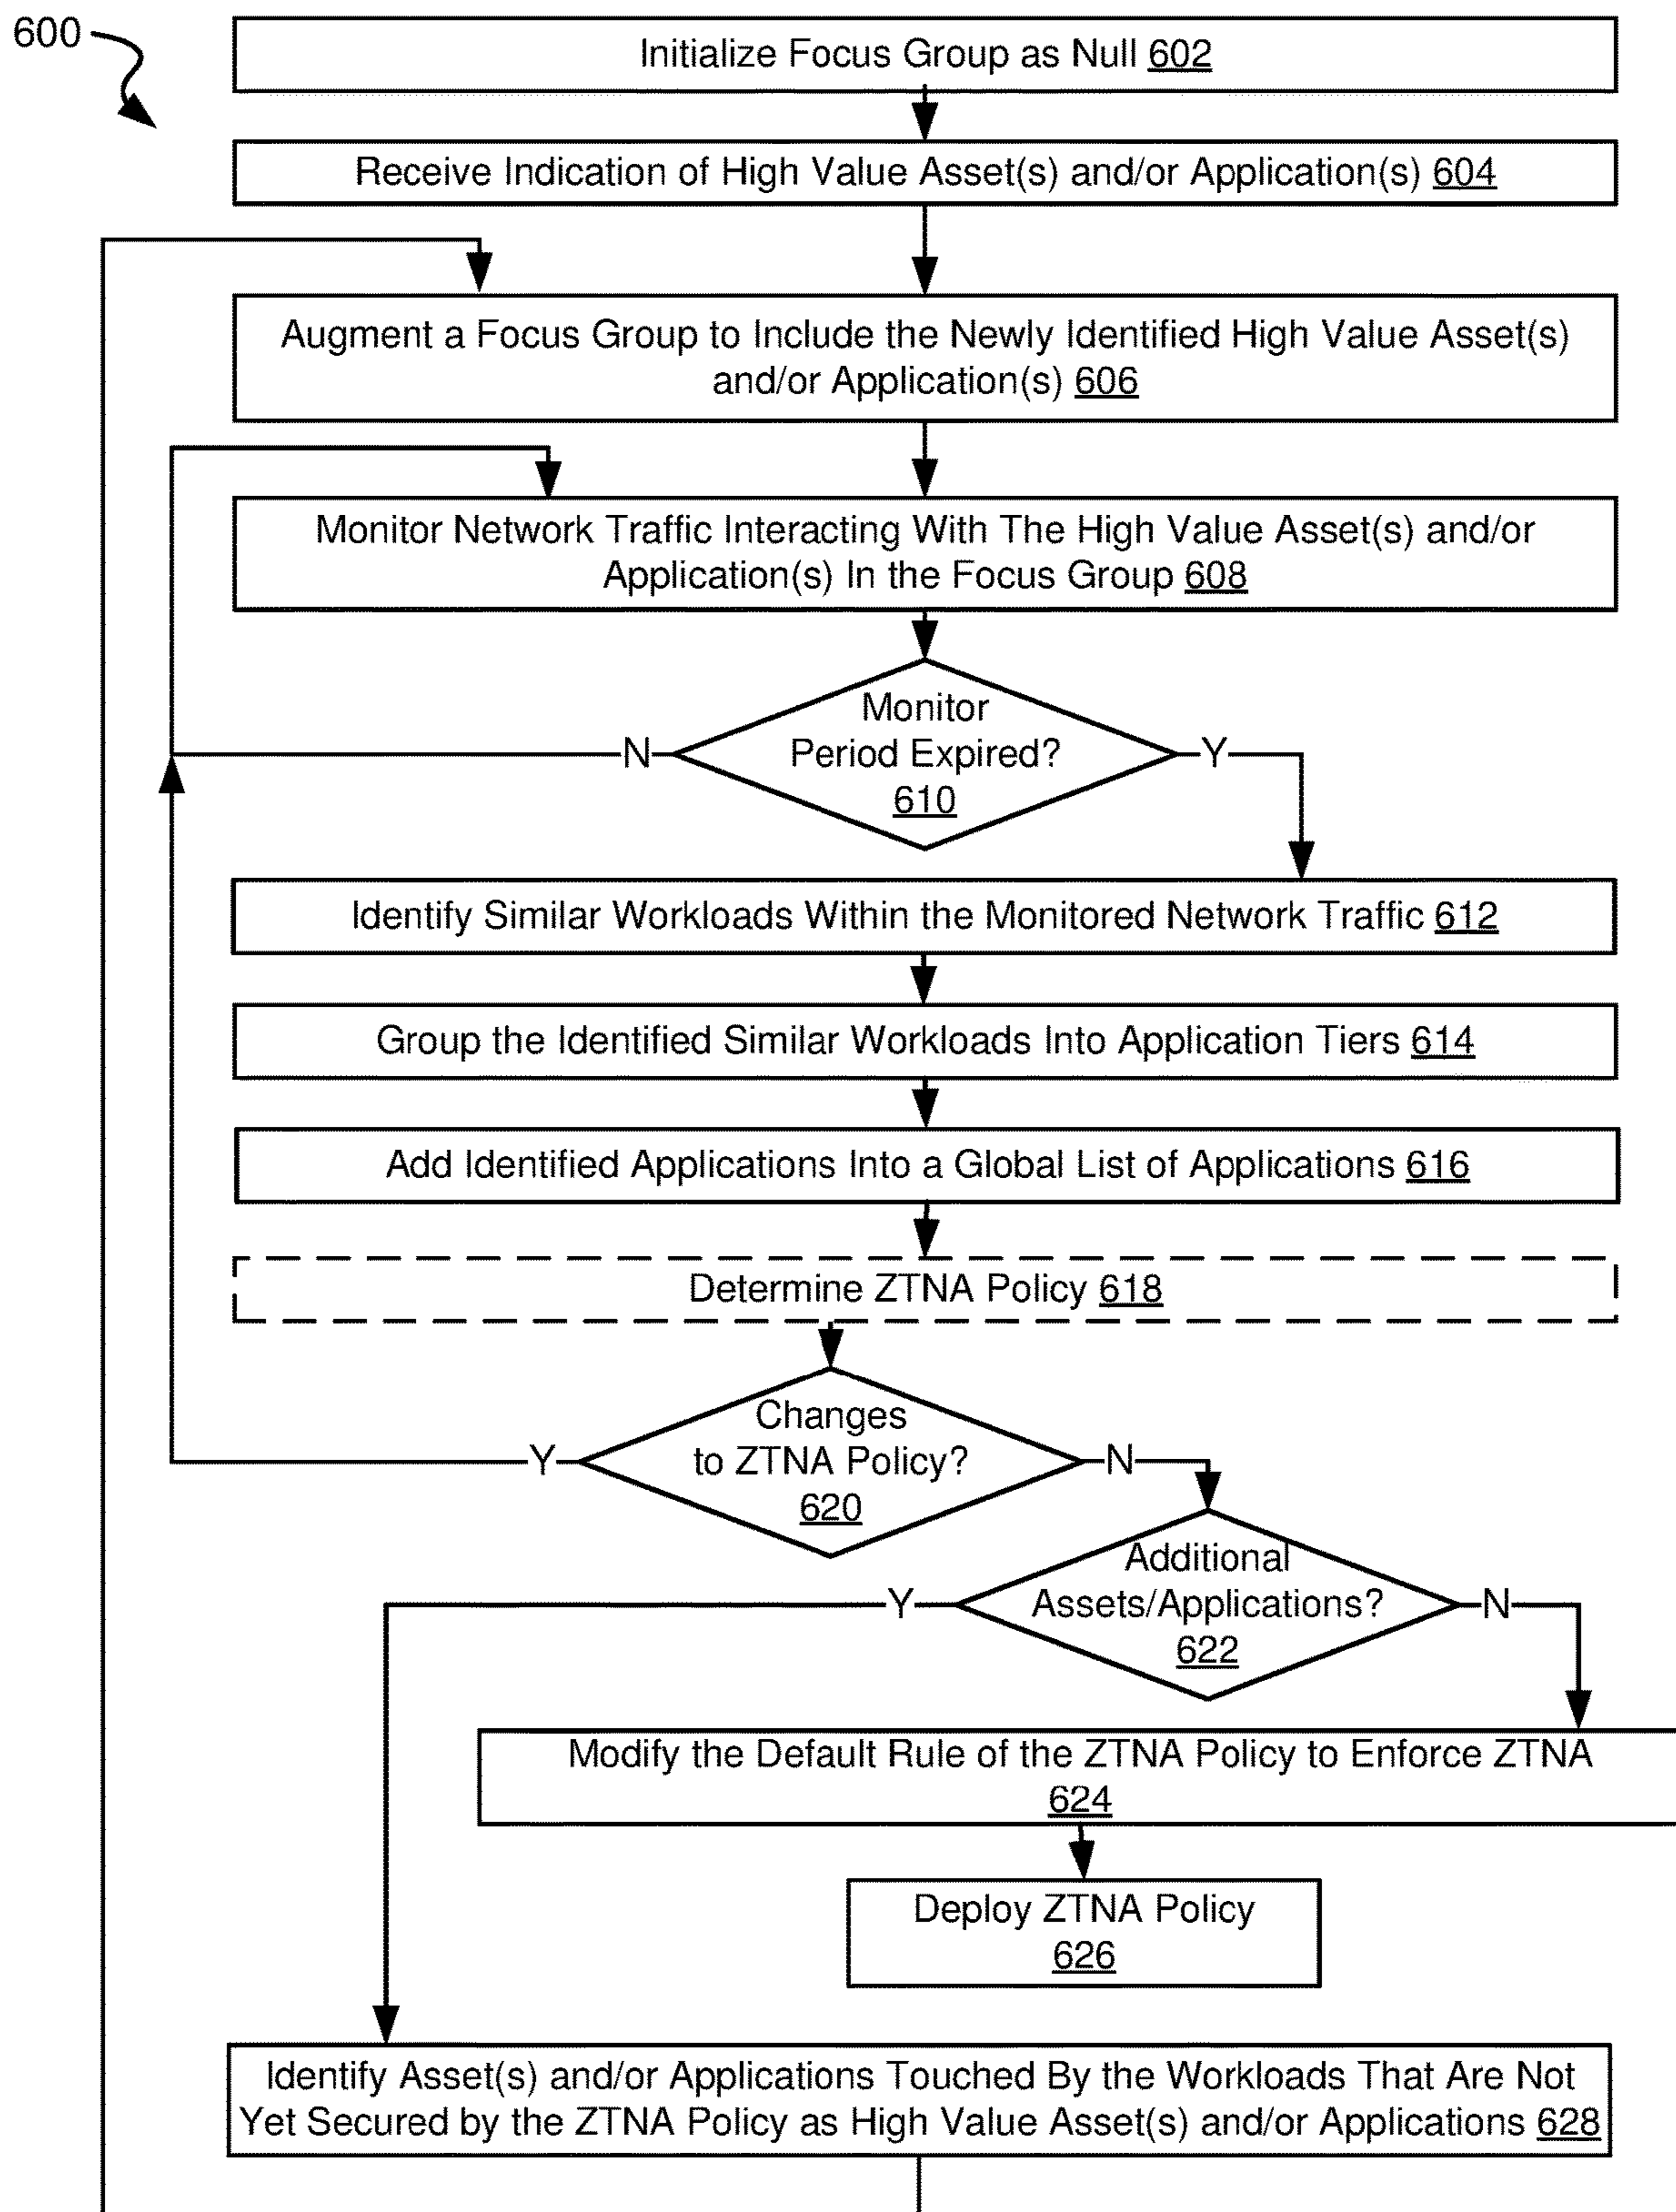 600
Initialize Focus Group as Null 602
Receive Indication of High Value Asset(s) and/or Application(s) 604
Augment a Focus Group to Include the Newly Identified High Value Asset(s)
and/or Application(s) 606
Monitor Network Traffic Interacting With The High Value Asset(s) and/or
Application(s) In the Focus Group 608
Monitor
Period Expired?
610
N
Y
Identify Similar Workloads Within the Monitored Network Traffic 612
Group the Identified Similar Workloads Into Application Tiers 614
Add Identified Applications Into a Global List of Applications 616
Determine ZTNA Policy 618
Changes
to ZTNA Policy?
620
Y
N
Additional
Assets/Applications?
622
Y
N
Modify the Default Rule of the ZTNA Policy to Enforce ZTNA
624
Deploy ZTNA Policy
626
Identify Asset(s) and/or Applications Touched By the Workloads That Are Not
Yet Secured by the ZTNA Policy as High Value Asset(s) and/or Applications 628